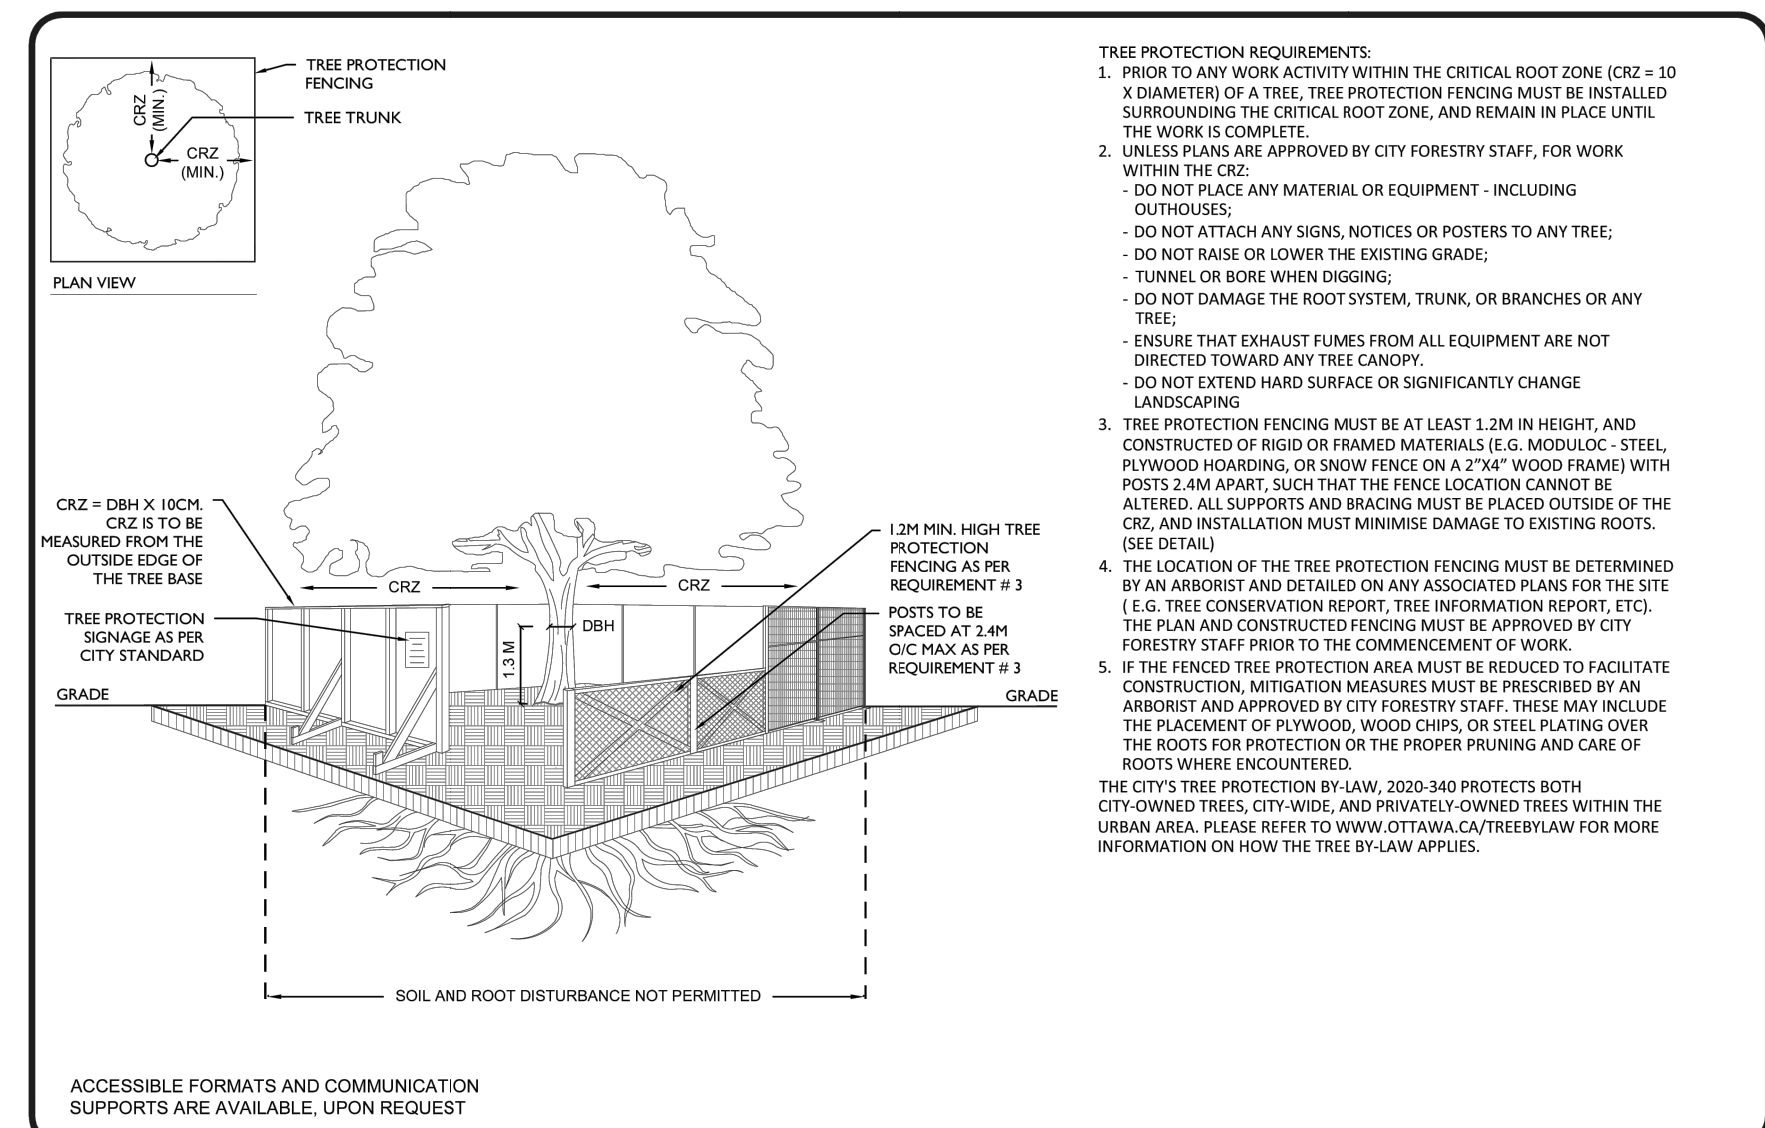 TREE PROTECTION
FENCING
TREE TRUNK
CRZ
(MIN.)
CRZ
(MIN.)
PLAN VIEW
CRZ = DBH X 10CM.
CRZ IS TO BE
MEASURED FROM THE
OUTSIDE EDGE OF
THE TREE BASE
TREE PROTECTION
SIGNAGE AS PER
CITY STANDARD
GRADE
CRZ
CRZ
DBH
1.3 M
1.2M MIN. HIGH TREE
PROTECTION
FENCING AS PER
REQUIREMENT # 3
POSTS TO BE
SPACED AT 2.4M
O/C MAX AS PER
REQUIREMENT # 3
GRADE
SOIL AND ROOT DISTURBANCE NOT PERMITTED
ACCESSIBLE FORMATS AND COMMUNICATION
SUPPORTS ARE AVAILABLE, UPON REQUEST
TREE PROTECTION REQUIREMENTS:
1. PRIOR TO ANY WORK ACTIVITY WITHIN THE CRITICAL ROOT ZONE (CRZ = 10
X DIAMETER) OF A TREE, TREE PROTECTION FENCING MUST BE INSTALLED
SURROUNDING THE CRITICAL ROOT ZONE, AND REMAIN IN PLACE UNTIL
THE WORK IS COMPLETE.
2. UNLESS PLANS ARE APPROVED BY CITY FORESTRY STAFF, FOR WORK
WITHIN THE CRZ:
- DO NOT PLACE ANY MATERIAL OR EQUIPMENT - INCLUDING
OUTHOUSES;
- DO NOT ATTACH ANY SIGNS, NOTICES OR POSTERS TO ANY TREE;
- DO NOT RAISE OR LOWER THE EXISTING GRADE;
- TUNNEL OR BORE WHEN DIGGING;
- DO NOT DAMAGE THE ROOT SYSTEM, TRUNK, OR BRANCHES OR ANY
TREE;
- ENSURE THAT EXHAUST FUMES FROM ALL EQUIPMENT ARE NOT
DIRECTED TOWARD ANY TREE CANOPY.
- DO NOT EXTEND HARD SURFACE OR SIGNIFICANTLY CHANGE
LANDSCAPING
3. TREE PROTECTION FENCING MUST BE AT LEAST 1.2M IN HEIGHT, AND
CONSTRUCTED OF RIGID OR FRAMED MATERIALS (E.G. MODULOC - STEEL,
PLYWOOD HOARDING, OR SNOW FENCE ON A 2”X4” WOOD FRAME) WITH
POSTS 2.4M APART, SUCH THAT THE FENCE LOCATION CANNOT BE
ALTERED. ALL SUPPORTS AND BRACING MUST BE PLACED OUTSIDE OF THE
CRZ, AND INSTALLATION MUST MINIMISE DAMAGE TO EXISTING ROOTS.
(SEE DETAIL)
4. THE LOCATION OF THE TREE PROTECTION FENCING MUST BE DETERMINED
BY AN ARBORIST AND DETAILED ON ANY ASSOCIATED PLANS FOR THE SITE
( E.G. TREE CONSERVATION REPORT, TREE INFORMATION REPORT, ETC).
THE PLAN AND CONSTRUCTED FENCING MUST BE APPROVED BY CITY
FORESTRY STAFF PRIOR TO THE COMMENCEMENT OF WORK.
5. IF THE FENCED TREE PROTECTION AREA MUST BE REDUCED TO FACILITATE
CONSTRUCTION, MITIGATION MEASURES MUST BE PRESCRIBED BY AN
ARBORIST AND APPROVED BY CITY FORESTRY STAFF. THESE MAY INCLUDE
THE PLACEMENT OF PLYWOOD, WOOD CHIPS, OR STEEL PLATING OVER
THE ROOTS FOR PROTECTION OR THE PROPER PRUNING AND CARE OF
ROOTS WHERE ENCOUNTERED.
THE CITY'S TREE PROTECTION BY-LAW, 2020-340 PROTECTS BOTH
CITY-OWNED TREES, CITY-WIDE, AND PRIVATELY-OWNED TREES WITHIN THE
URBAN AREA. PLEASE REFER TO WWW.OTTAWA.CA/TREEBYLAW FOR MORE
INFORMATION ON HOW THE TREE BY-LAW APPLIES.